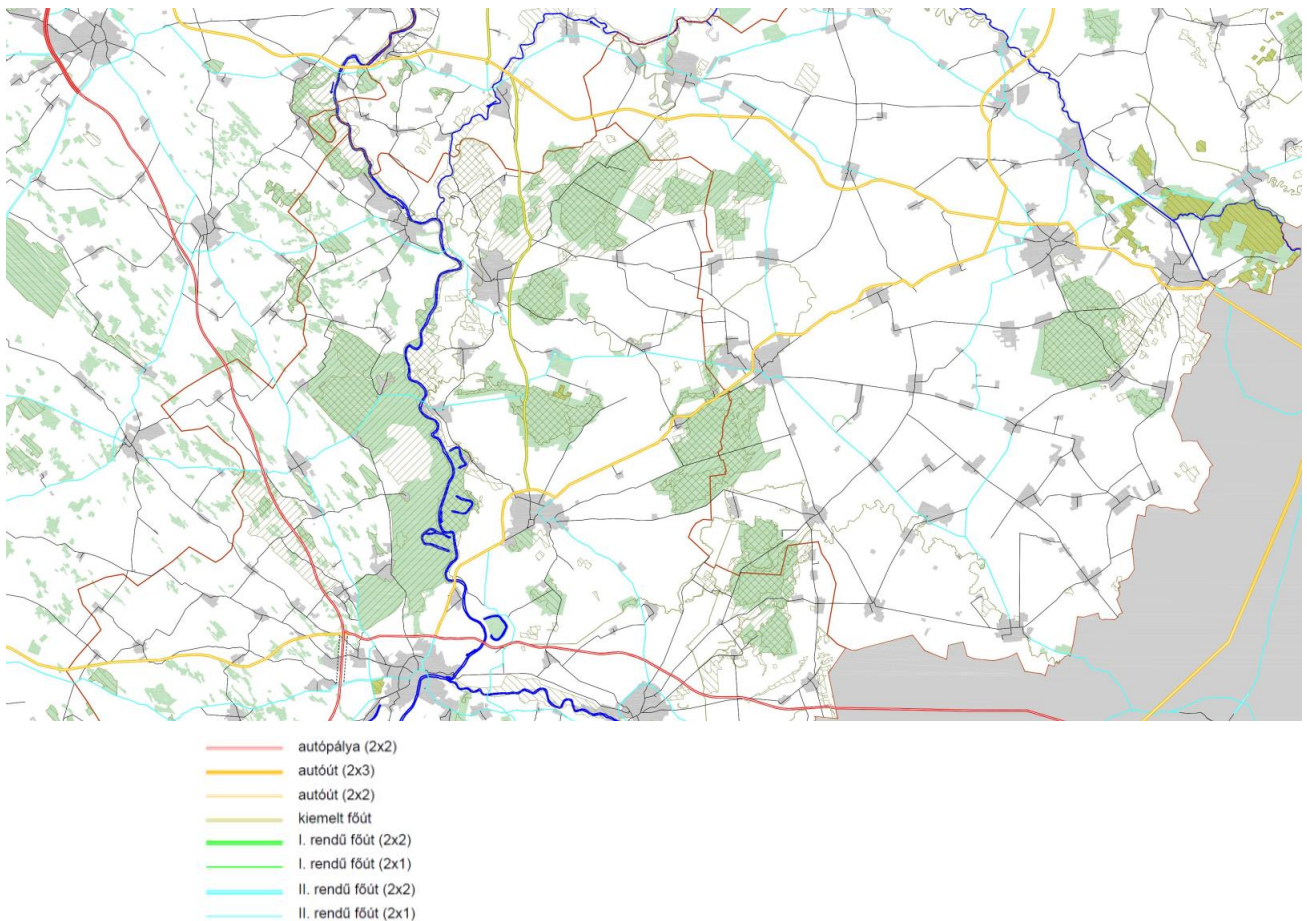 autópálya (2x2)
autóút (2x3)
autóút (2x2)
kiemelt főút
I. rendű főút (2x2)
I. rendű főút (2x1)
II. rendű főút (2x2)
II. rendű főút (2x1)